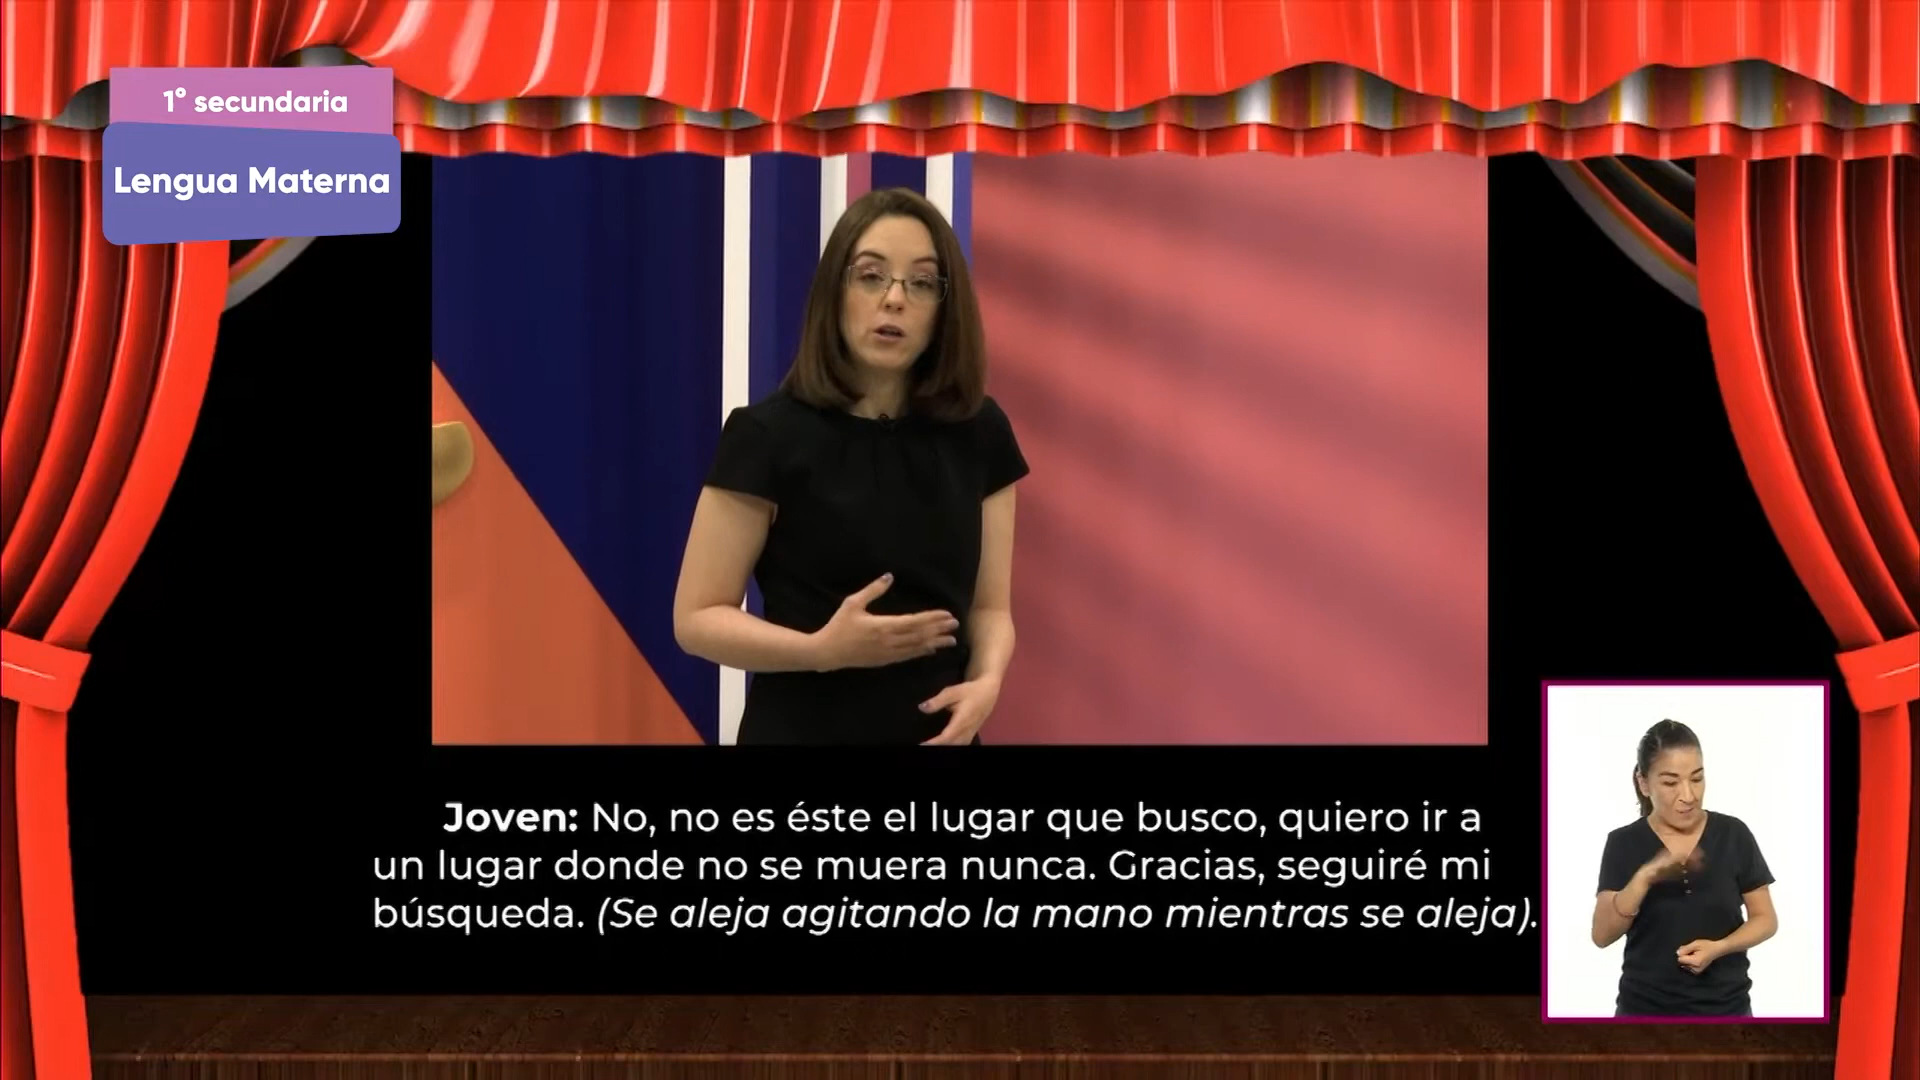 1° secundaria
Lengua Materna
Joven: No, no es éste el lugar que busco, quiero ir a
un lugar donde no se muera nunca. Gracias, seguiré mi
búsqueda. (Se aleja agitando la mano mientras se aleja).